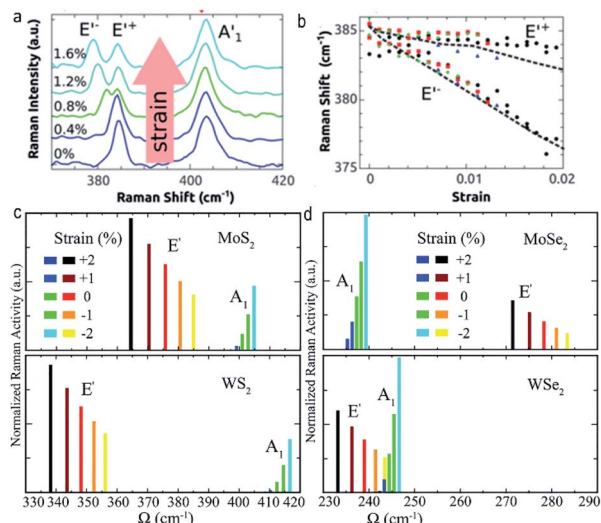 a
E'- E'+ A'1
Raman Intensity (a.u.)
1.6%
1.2%
0.8%
0.4%
0%
strain
380 400 420
Raman Shift (cm-1)
b
Raman Shift (cm-1)
385
380
375
E'+
E'-
0 0.01 0.02
Strain
c
Normalized Raman Activity (a.u.)
Strain (%)
+2
+1
0
-1
-2
MoS2
E'
A1
WS2
E'
A1
330 340 350 360 370 380 390 400 410 420
Ω (cm-1)
d
Normalized Raman Activity (a.u.)
Strain (%)
+2
+1
0
-1
-2
MoSe2
A1
E'
WSe2
E'
A1
230 240 250 260 270 280 290
Ω (cm-1)